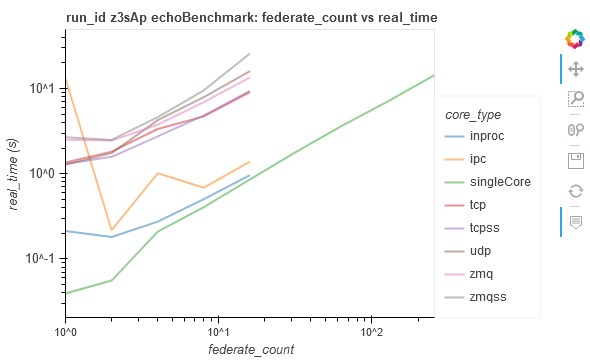 run_id z3sAp echoBenchmark: federate_count vs real_time
real_time (s)
10^1
10^0
10^-1
10^0
10^1
10^2
federate_count
core_type
inproc
ipc
singleCore
tcp
tcpss
udp
zmq
zmqss